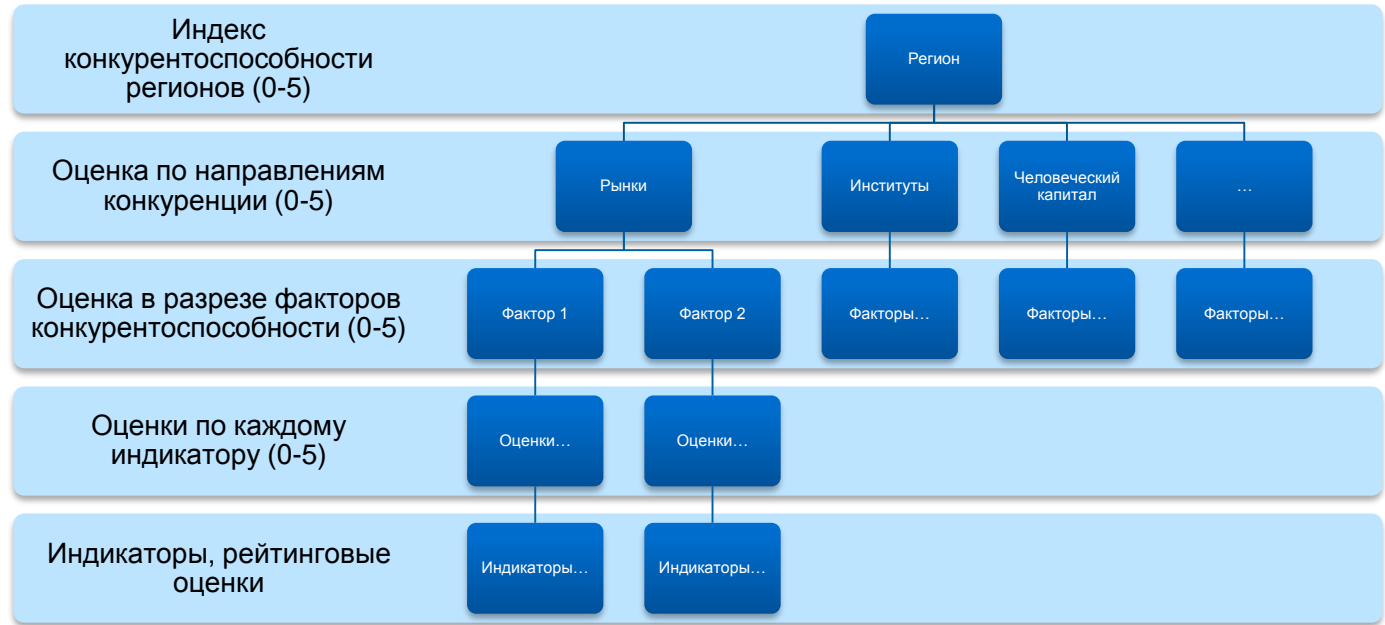 Индекс
конкурентоспособности
регионов (0-5)
Регион
Оценка по направлениям
конкуренции (0-5)
Рынки
Институты
Человеческий
капитал
…
Оценка в разрезе факторов
конкурентоспособности (0-5)
Фактор 1
Фактор 2
Факторы…
Факторы…
Факторы…
Оценки по каждому
индикатору (0-5)
Оценки…
Оценки…
Индикаторы, рейтинговые
оценки
Индикаторы…
Индикаторы…